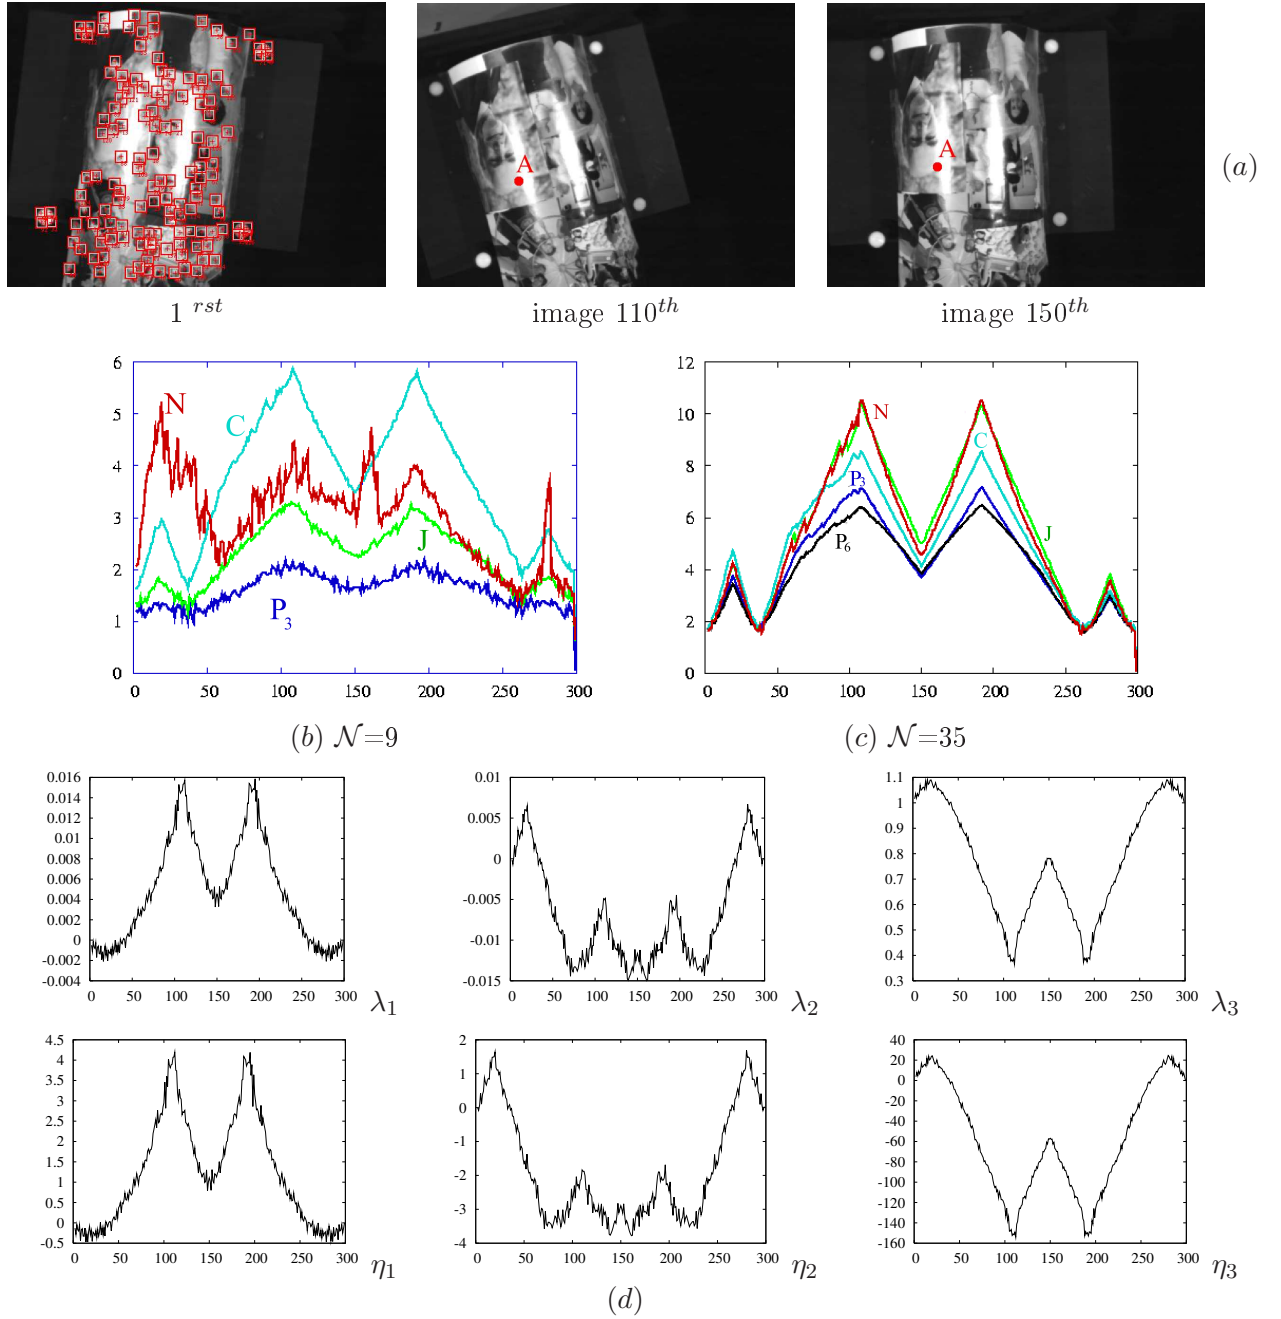 A
A
(a)
1 rst
image 110th
image 150th
6
5
4
3
2
1
0
0 50 100 150 200 250 300
N
C
J
P3
(b) N=9
12
10
8
6
4
2
0
0 50 100 150 200 250 300
N
C
P3
P6
J
(c) N=35
0.016
0.014
0.012
0.01
0.008
0.006
0.004
0.002
0
-0.002
-0.004
0 50 100 150 200 250 300
λ1
0.01
0.005
0
-0.005
-0.01
-0.015
0 50 100 150 200 250 300
λ2
1.1
1
0.9
0.8
0.7
0.6
0.5
0.4
0.3
0 50 100 150 200 250 300
λ3
4.5
4
3.5
3
2.5
2
1.5
1
0.5
0
-0.5
0 50 100 150 200 250 300
η1
2
1
0
-1
-2
-3
-4
0 50 100 150 200 250 300
η2
40
20
0
-20
-40
-60
-80
-100
-120
-140
-160
0 50 100 150 200 250 300
η3
(d)